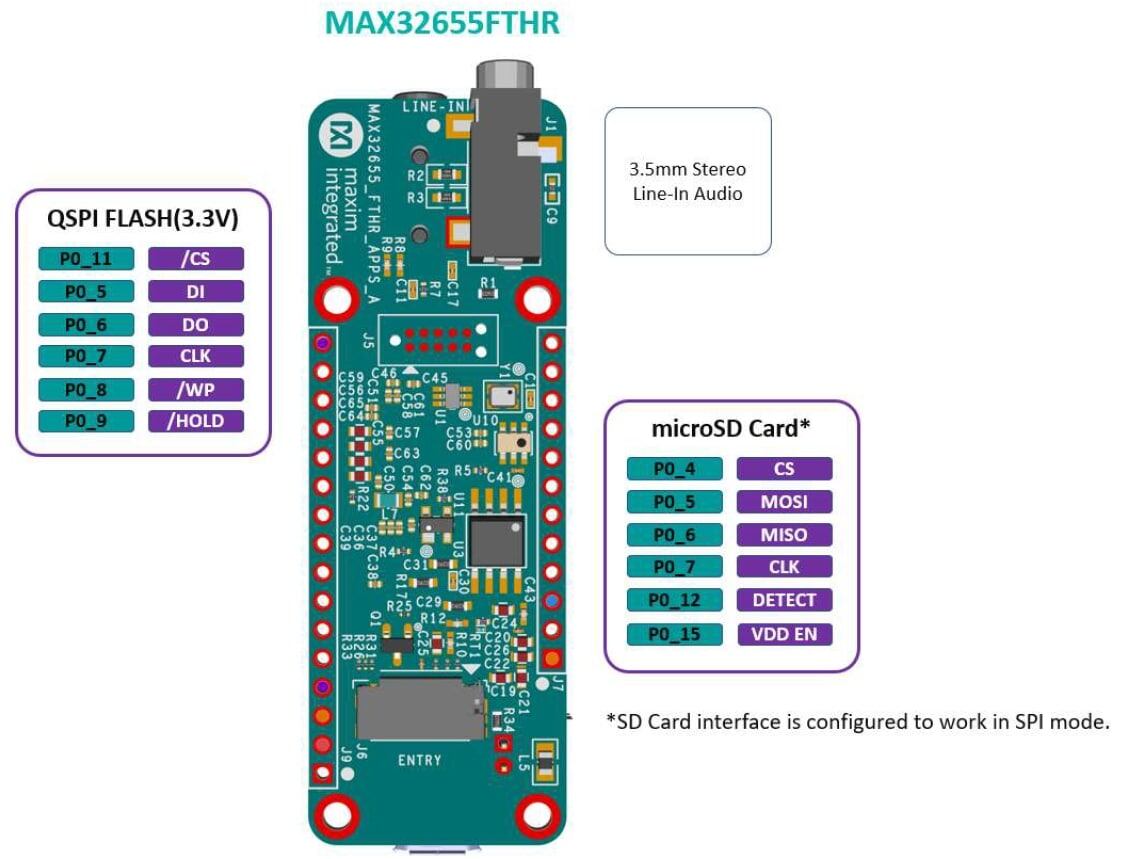 MAX32655FTHR
QSPI FLASH(3.3V)
P0_11 /CS
P0_5 DI
P0_6 DO
P0_7 CLK
P0_8 /WP
P0_9 /HOLD
LINE-IN
J1
maxim
integrated™
MAX32655_FTHR_APPS_A
R2
R3
C9
R9
R8
C11
R7
C17
R1
J5
C59
C46
C45
Y1
C56
C51
C65
C58
C61
C64
U1
U10
C55
C57
C53
C60
C63
R5
C41
C50
C54
C62
R38
U11
R22
L7
C39
C36
C37
R4
U3
C38
C31
C30
R17
C43
R25
C29
Q1
R12
C24
C25
C20
R33
R26
R31
R10
RT1
C26
C22
C19
J7
C21
R34
J6
J9
ENTRY
L5
3.5mm Stereo
Line-In Audio
microSD Card*
P0_4 CS
P0_5 MOSI
P0_6 MISO
P0_7 CLK
P0_12 DETECT
P0_15 VDD EN
*SD Card interface is configured to work in SPI mode.